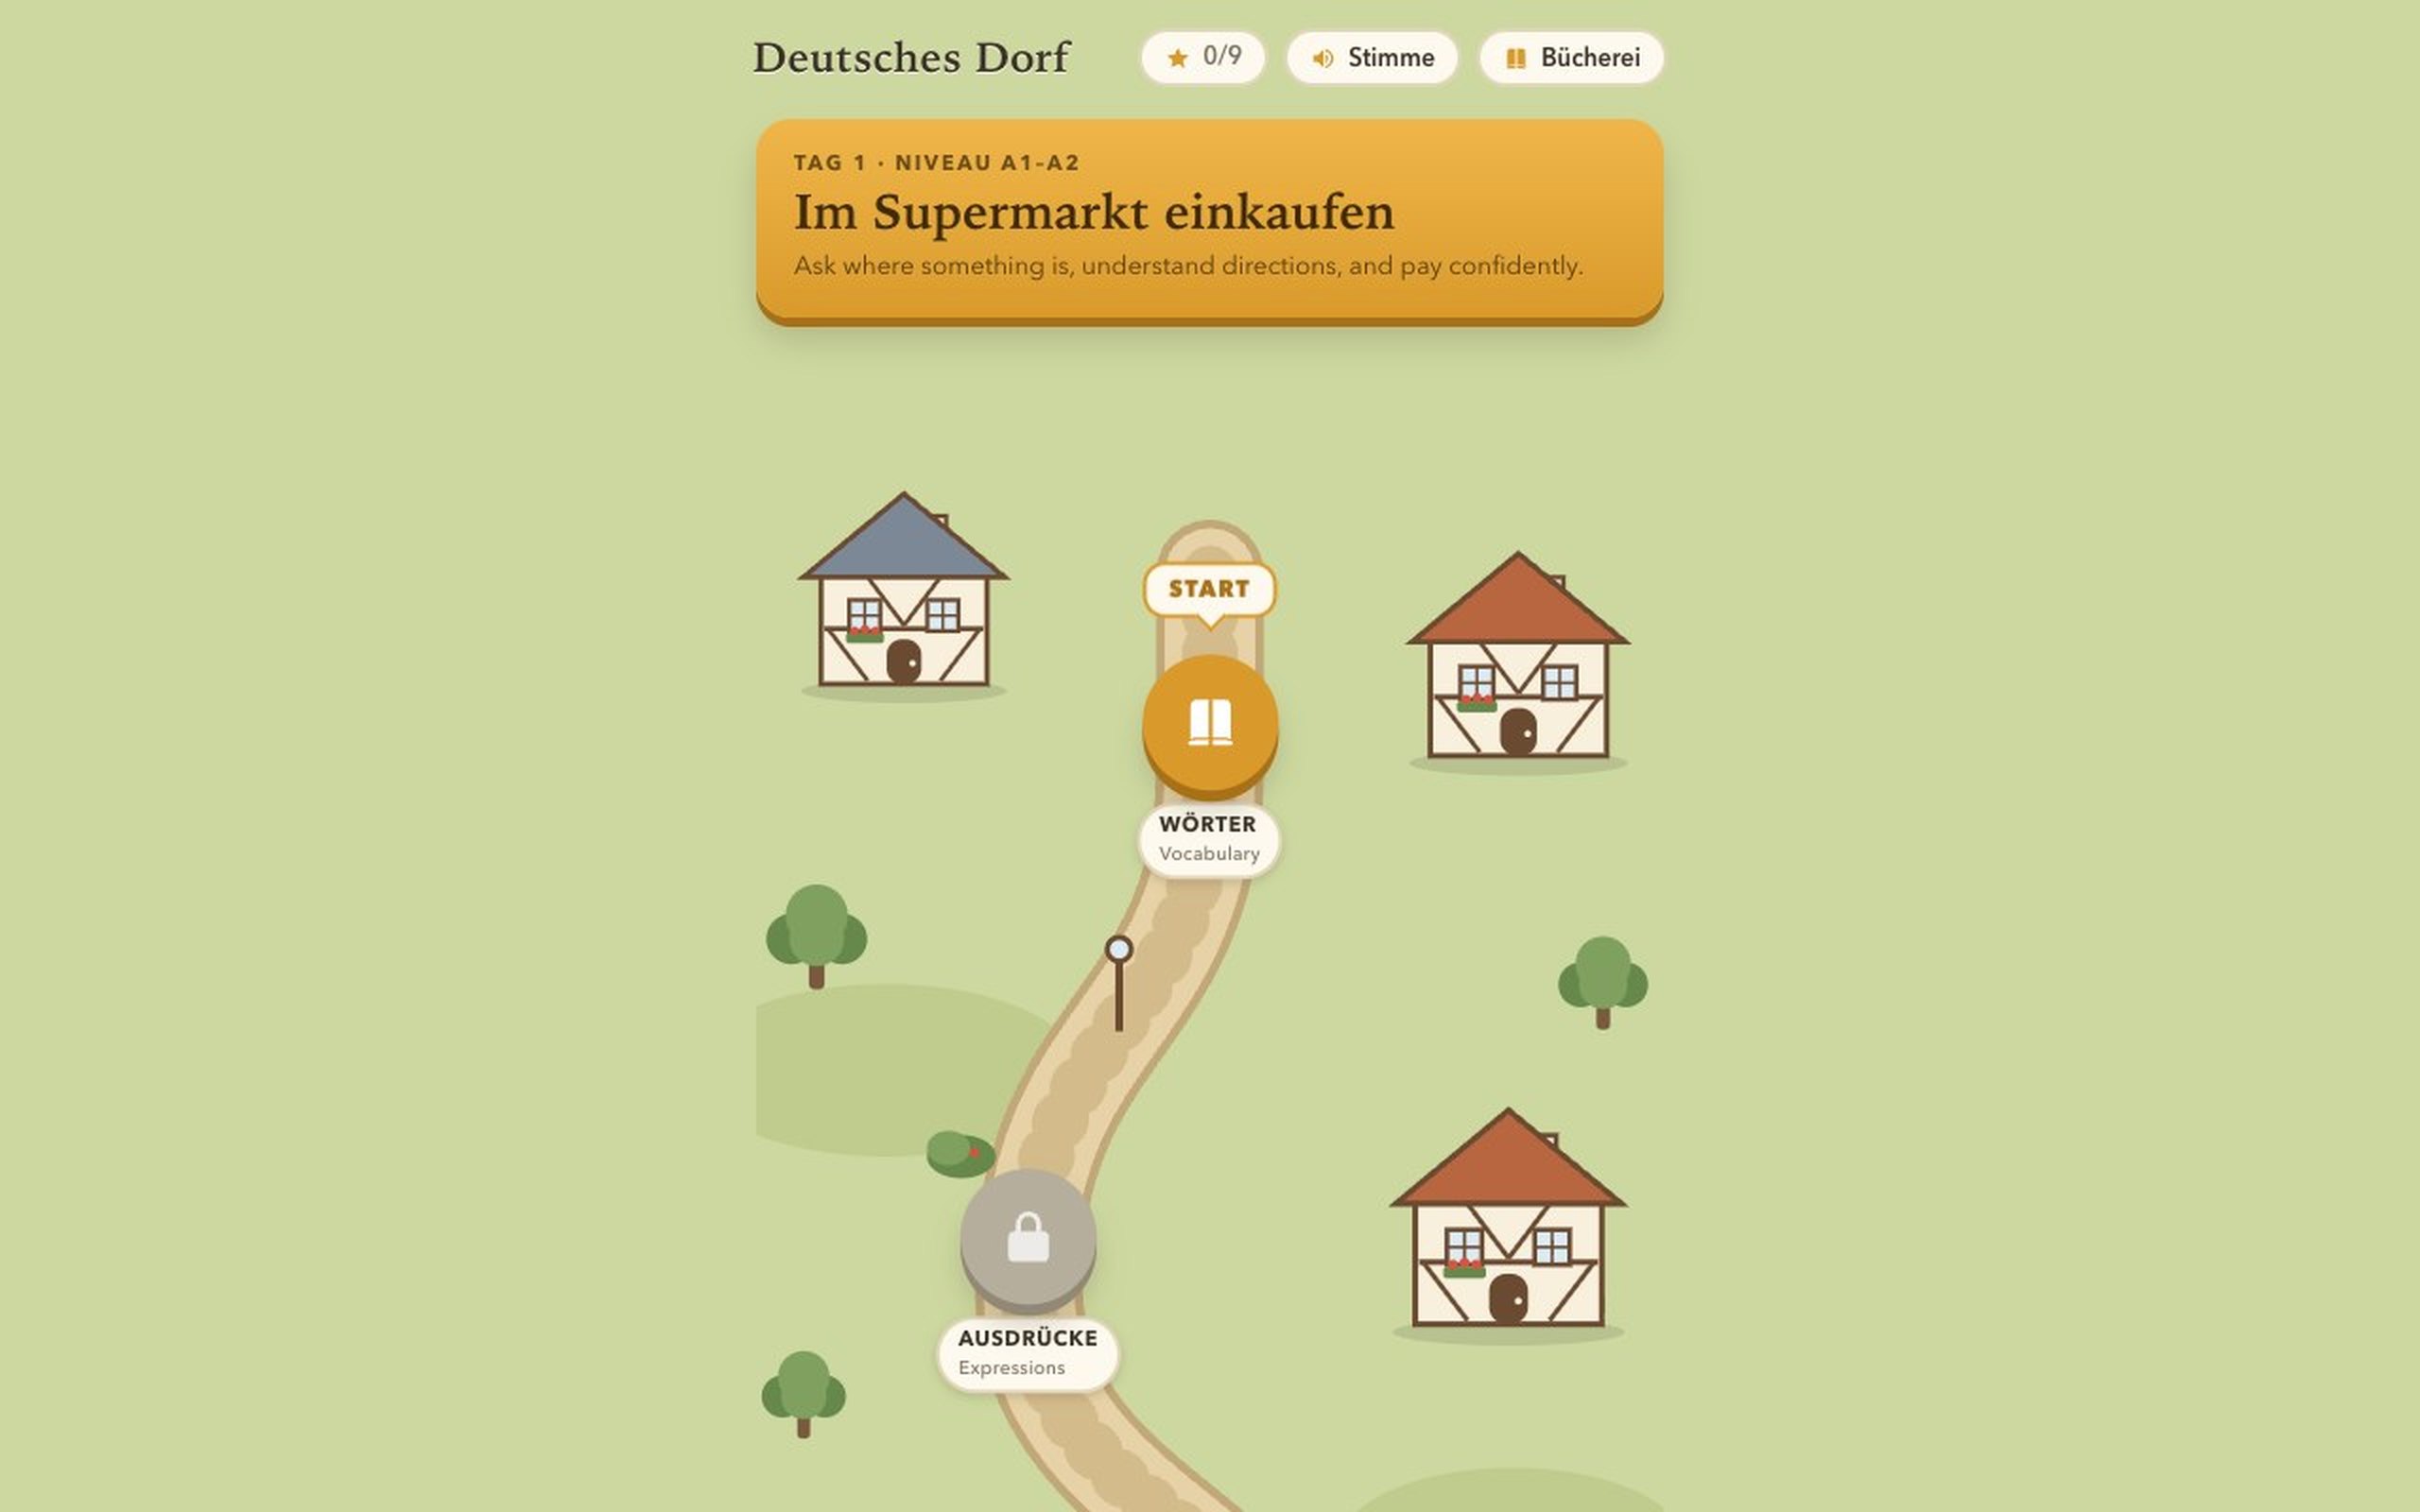 Deutsches Dorf
0/9
Stimme
Bücherei
TAG 1 · NIVEAU A1–A2
Im Supermarkt einkaufen
Ask where something is, understand directions, and pay confidently.
START
WÖRTER
Vocabulary
AUSDRÜCKE
Expressions